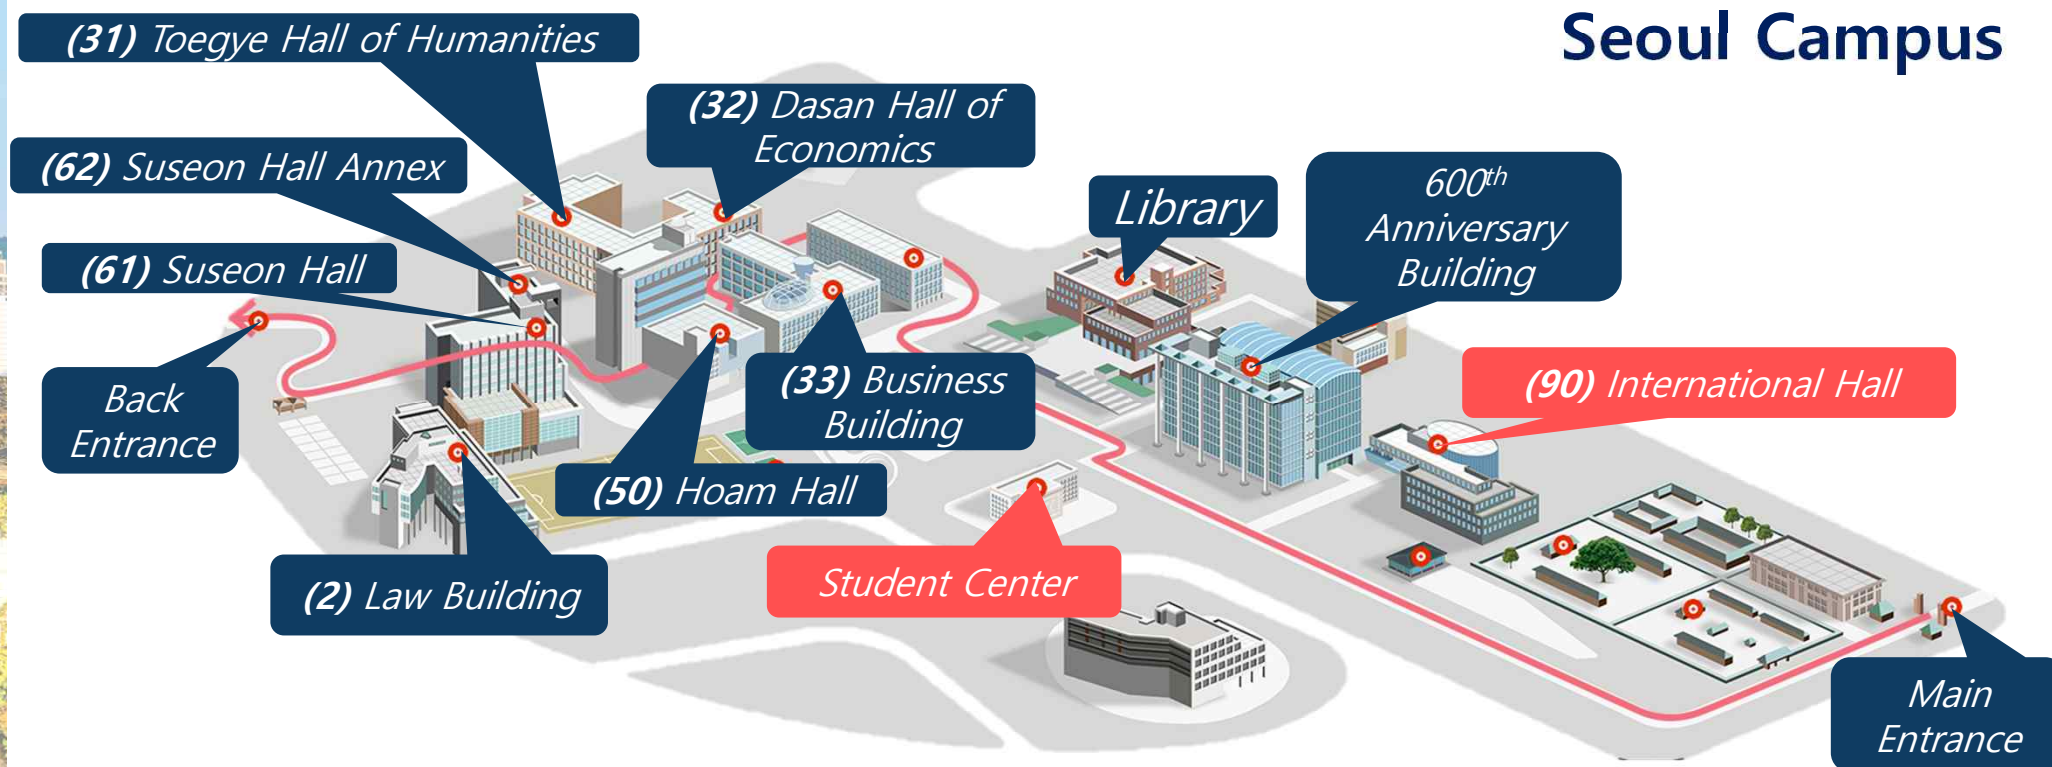 Seoul Campus
(31) Toegye Hall of Humanities
(32) Dasan Hall of
Economics
(62) Suseon Hall Annex
Library
600th
Anniversary
Building
(61) Suseon Hall
(90) International Hall
Back
Entrance
(33) Business
Building
(50) Hoam Hall
(2) Law Building
Student Center
Main
Entrance